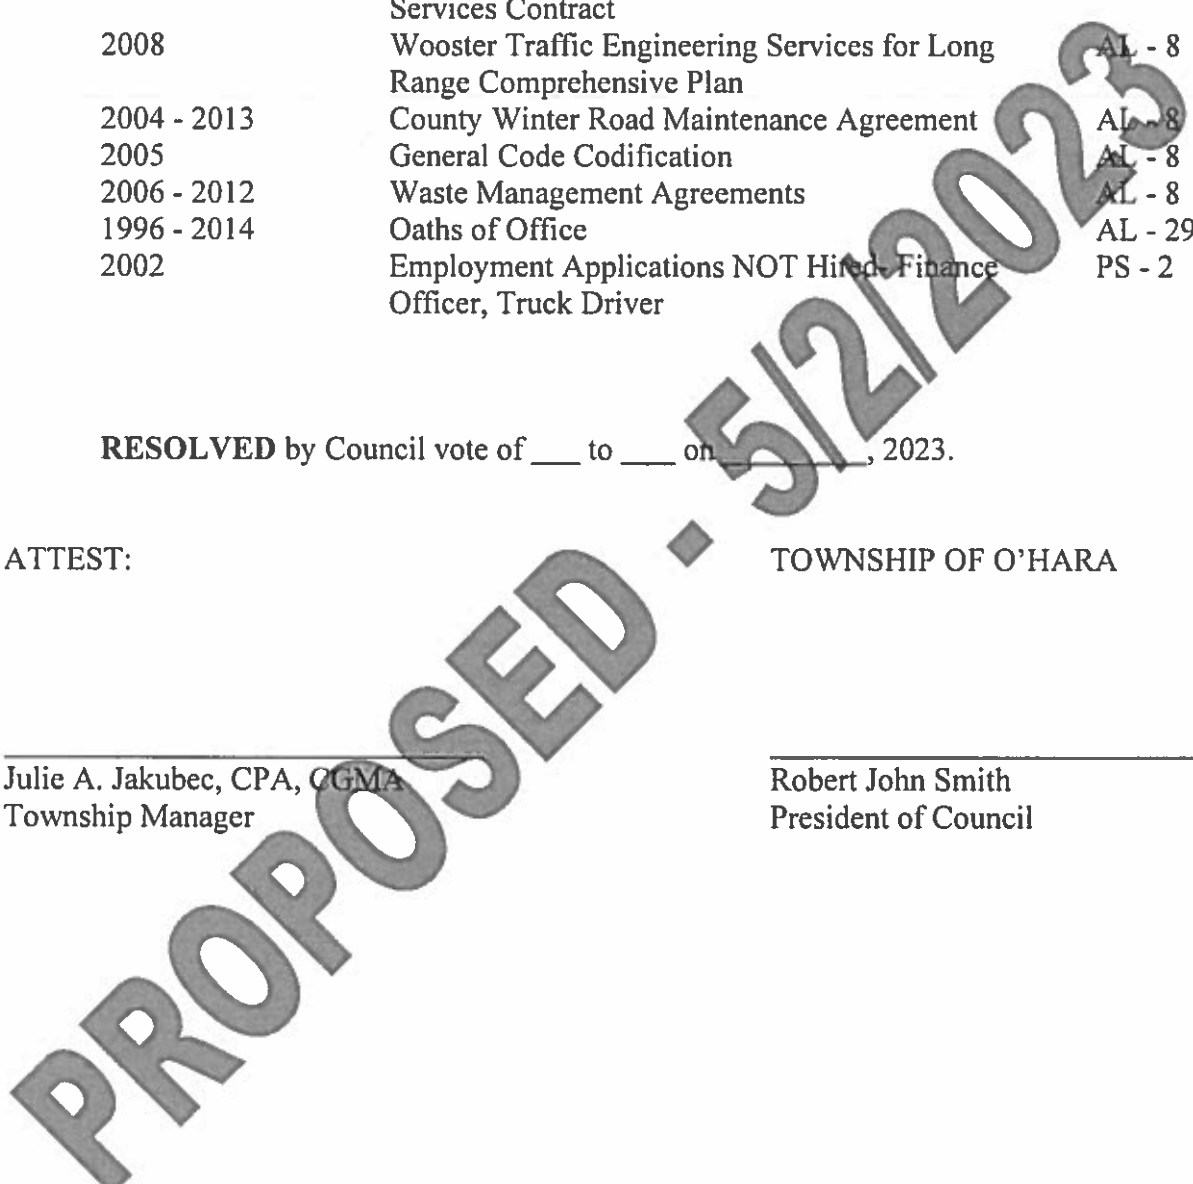 Services Contract
2008 Wooster Traffic Engineering Services for Long AL - 8
Range Comprehensive Plan
2004 - 2013 County Winter Road Maintenance Agreement AL - 8
2005 General Code Codification AL - 8
2006 - 2012 Waste Management Agreements AL - 8
1996 - 2014 Oaths of Office AL - 29
2002 Employment Applications NOT Hired- Finance PS - 2
Officer, Truck Driver
RESOLVED by Council vote of ___ to ___ on ________, 2023.
ATTEST: TOWNSHIP OF O'HARA
Julie A. Jakubec, CPA, CGMA Robert John Smith
Township Manager President of Council
PROPOSED - 5/2/2023